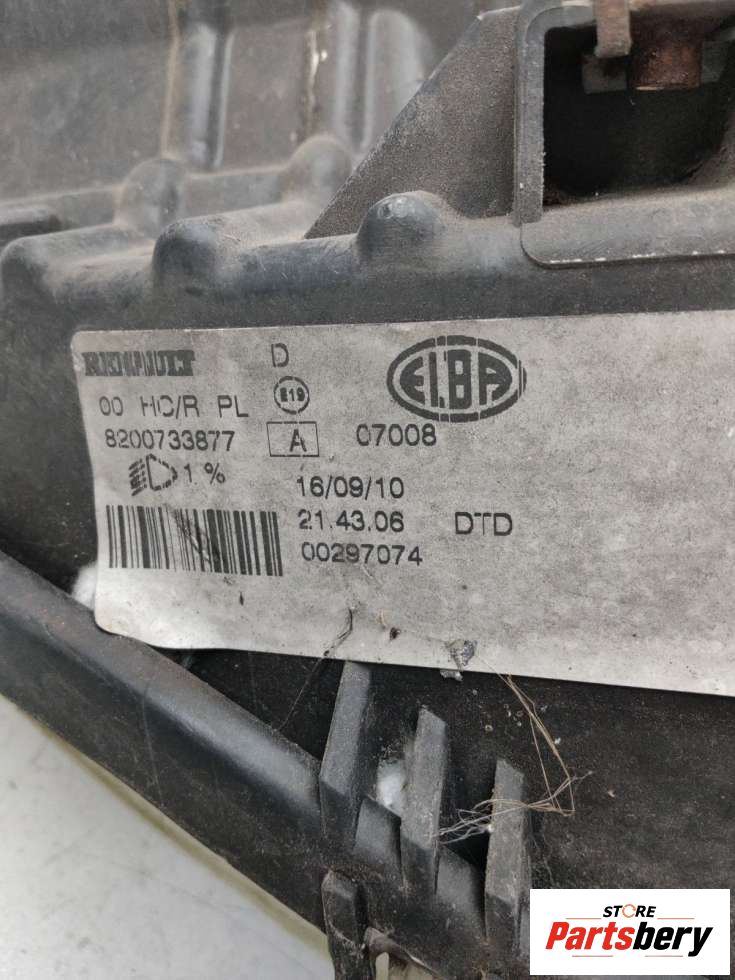 RENAULT D
00 HC/R PL E19 ELBA
8200733877 A 07008
1 % 16/09/10
21.43.06 DTD
00297074
STORE
Partsbery